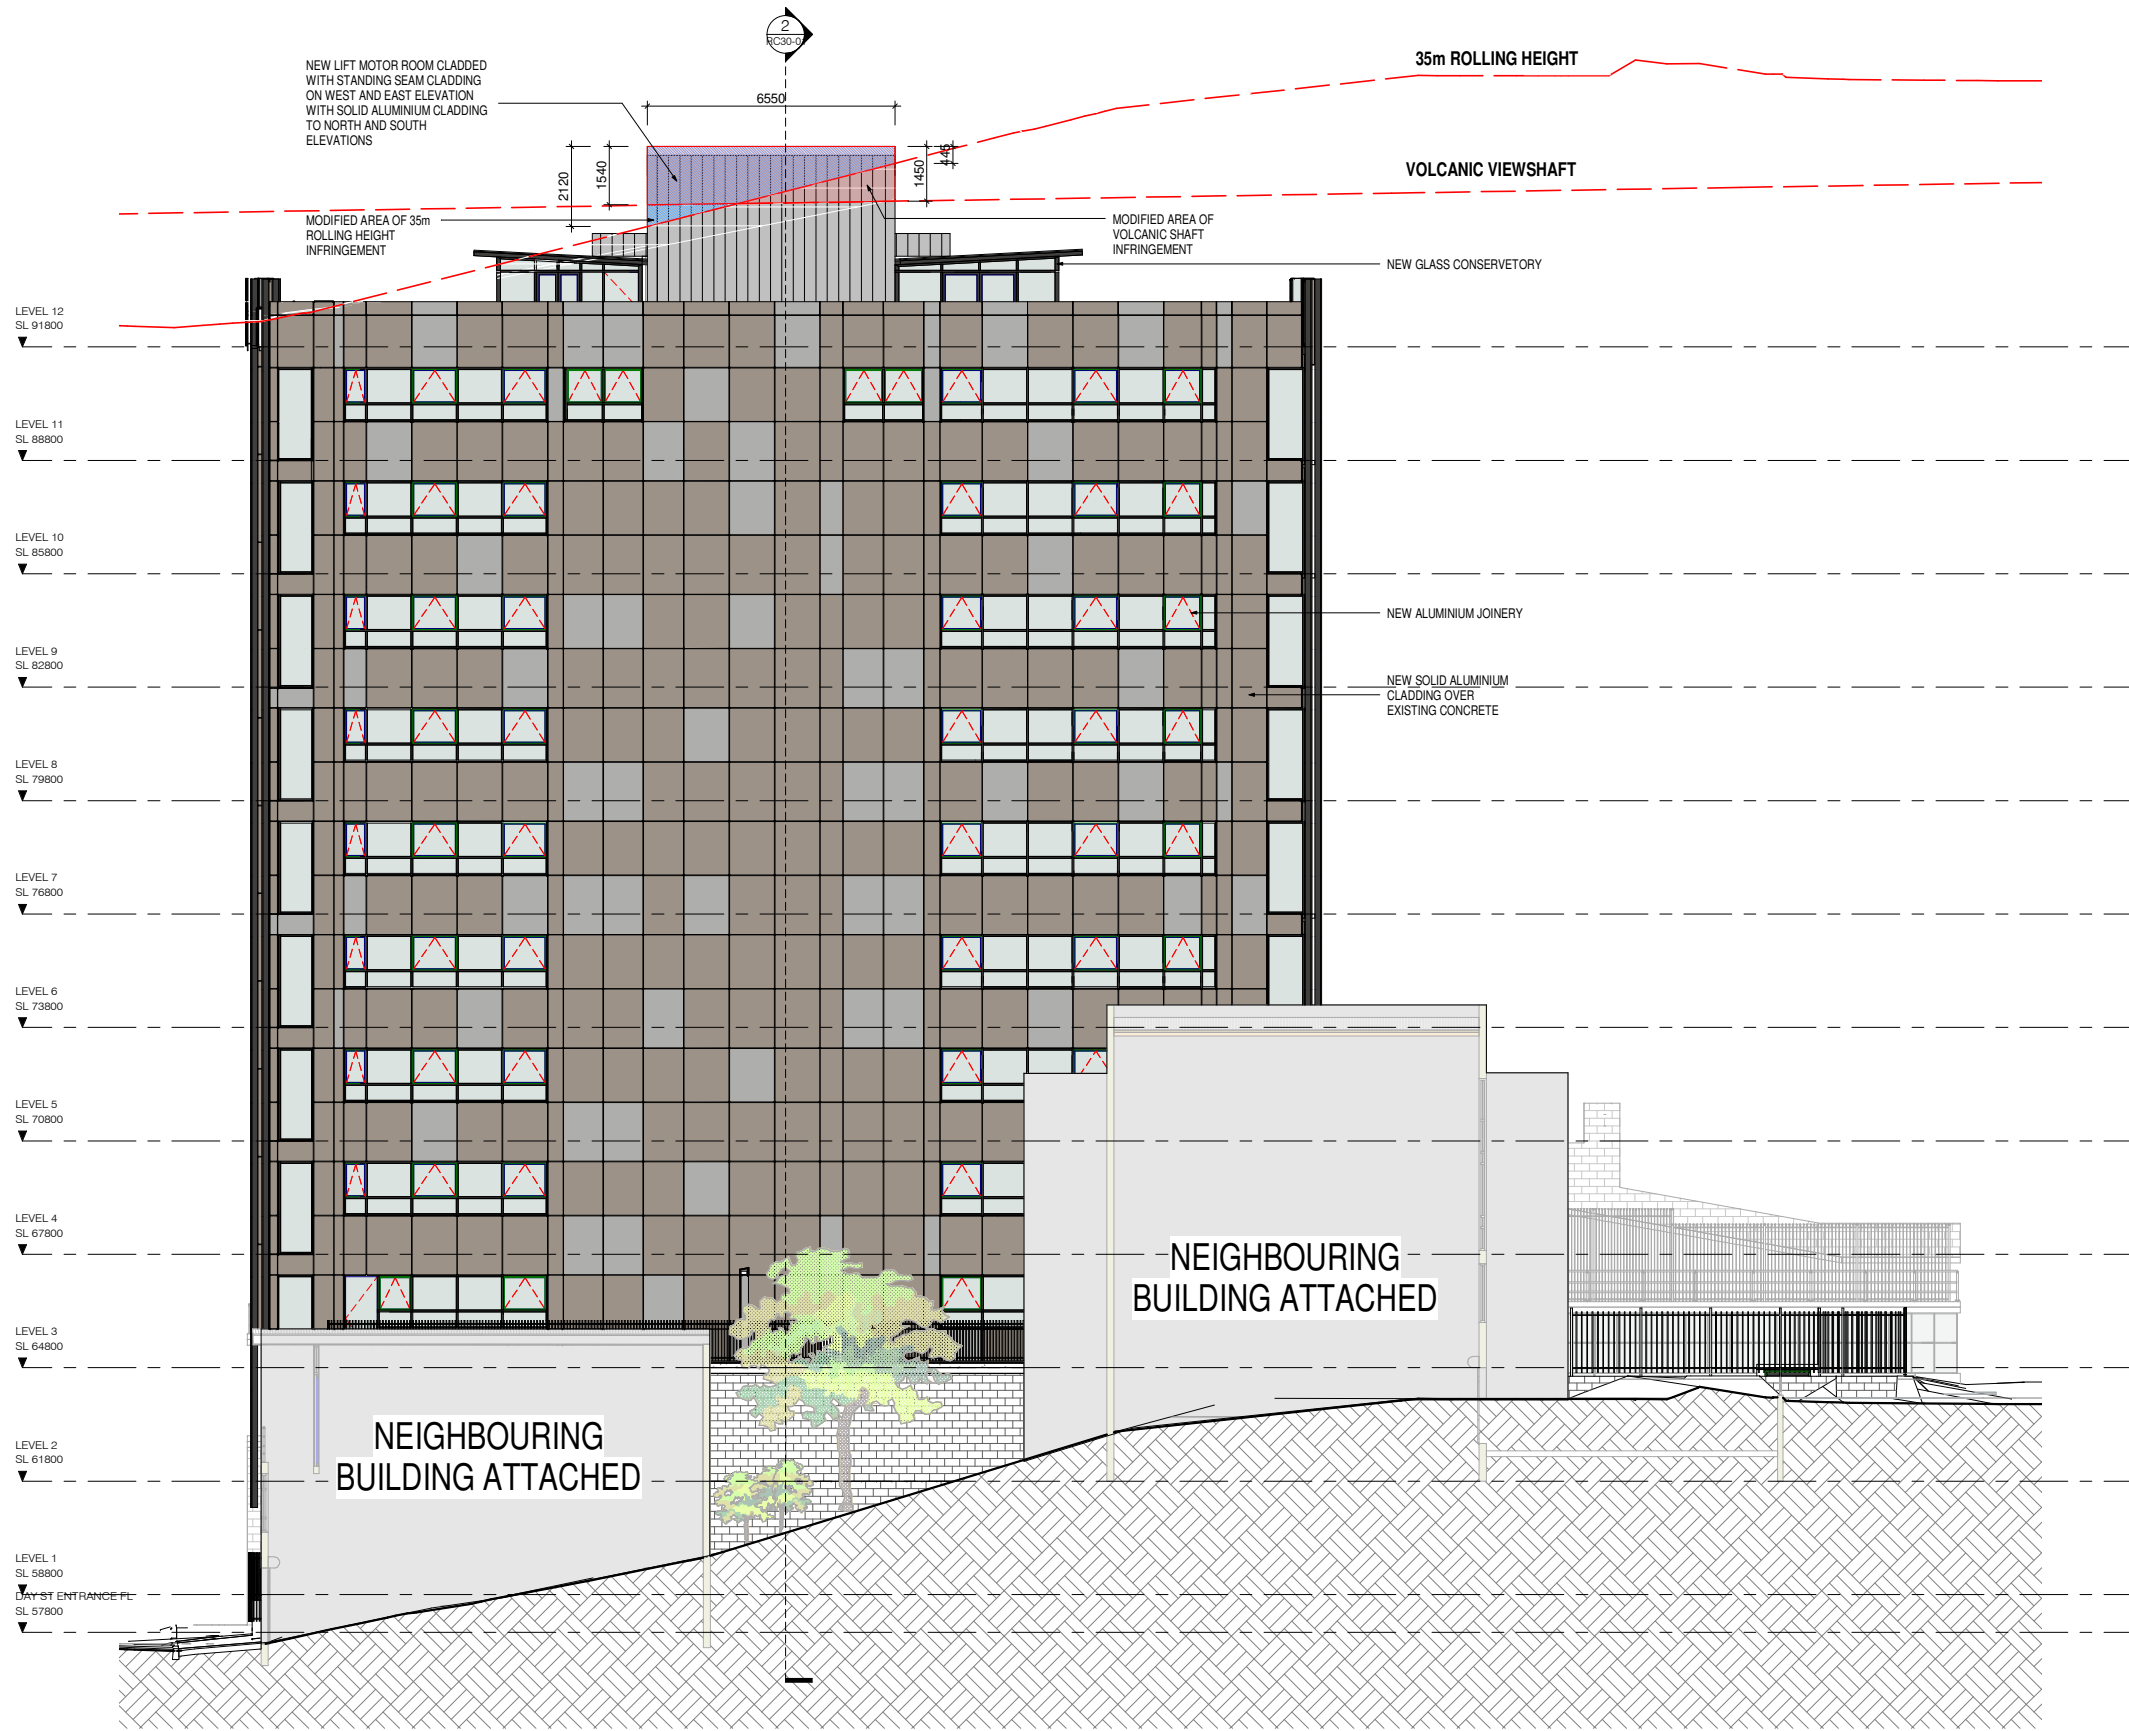 2
RC30-0
35m ROLLING HEIGHT
NEW LIFT MOTOR ROOM CLADDED
WITH STANDING SEAM CLADDING
ON WEST AND EAST ELEVATION
WITH SOLID ALUMINIUM CLADDING
TO NORTH AND SOUTH
ELEVATIONS
6550
445
1450
1540
2120
VOLCANIC VIEWSHAFT
MODIFIED AREA OF 35m
ROLLING HEIGHT
INFRINGEMENT
MODIFIED AREA OF
VOLCANIC SHAFT
INFRINGEMENT
NEW GLASS CONSERVETORY
LEVEL 12
SL 91800
LEVEL 11
SL 88800
LEVEL 10
SL 85800
NEW ALUMINIUM JOINERY
LEVEL 9
SL 82800
NEW SOLID ALUMINIUM
CLADDING OVER
EXISTING CONCRETE
LEVEL 8
SL 79800
LEVEL 7
SL 76800
LEVEL 6
SL 73800
LEVEL 5
SL 70800
LEVEL 4
SL 67800
NEIGHBOURING
BUILDING ATTACHED
LEVEL 3
SL 64800
NEIGHBOURING
BUILDING ATTACHED
LEVEL 2
SL 61800
LEVEL 1
SL 58800
DAY ST ENTRANCE FL
SL 57800